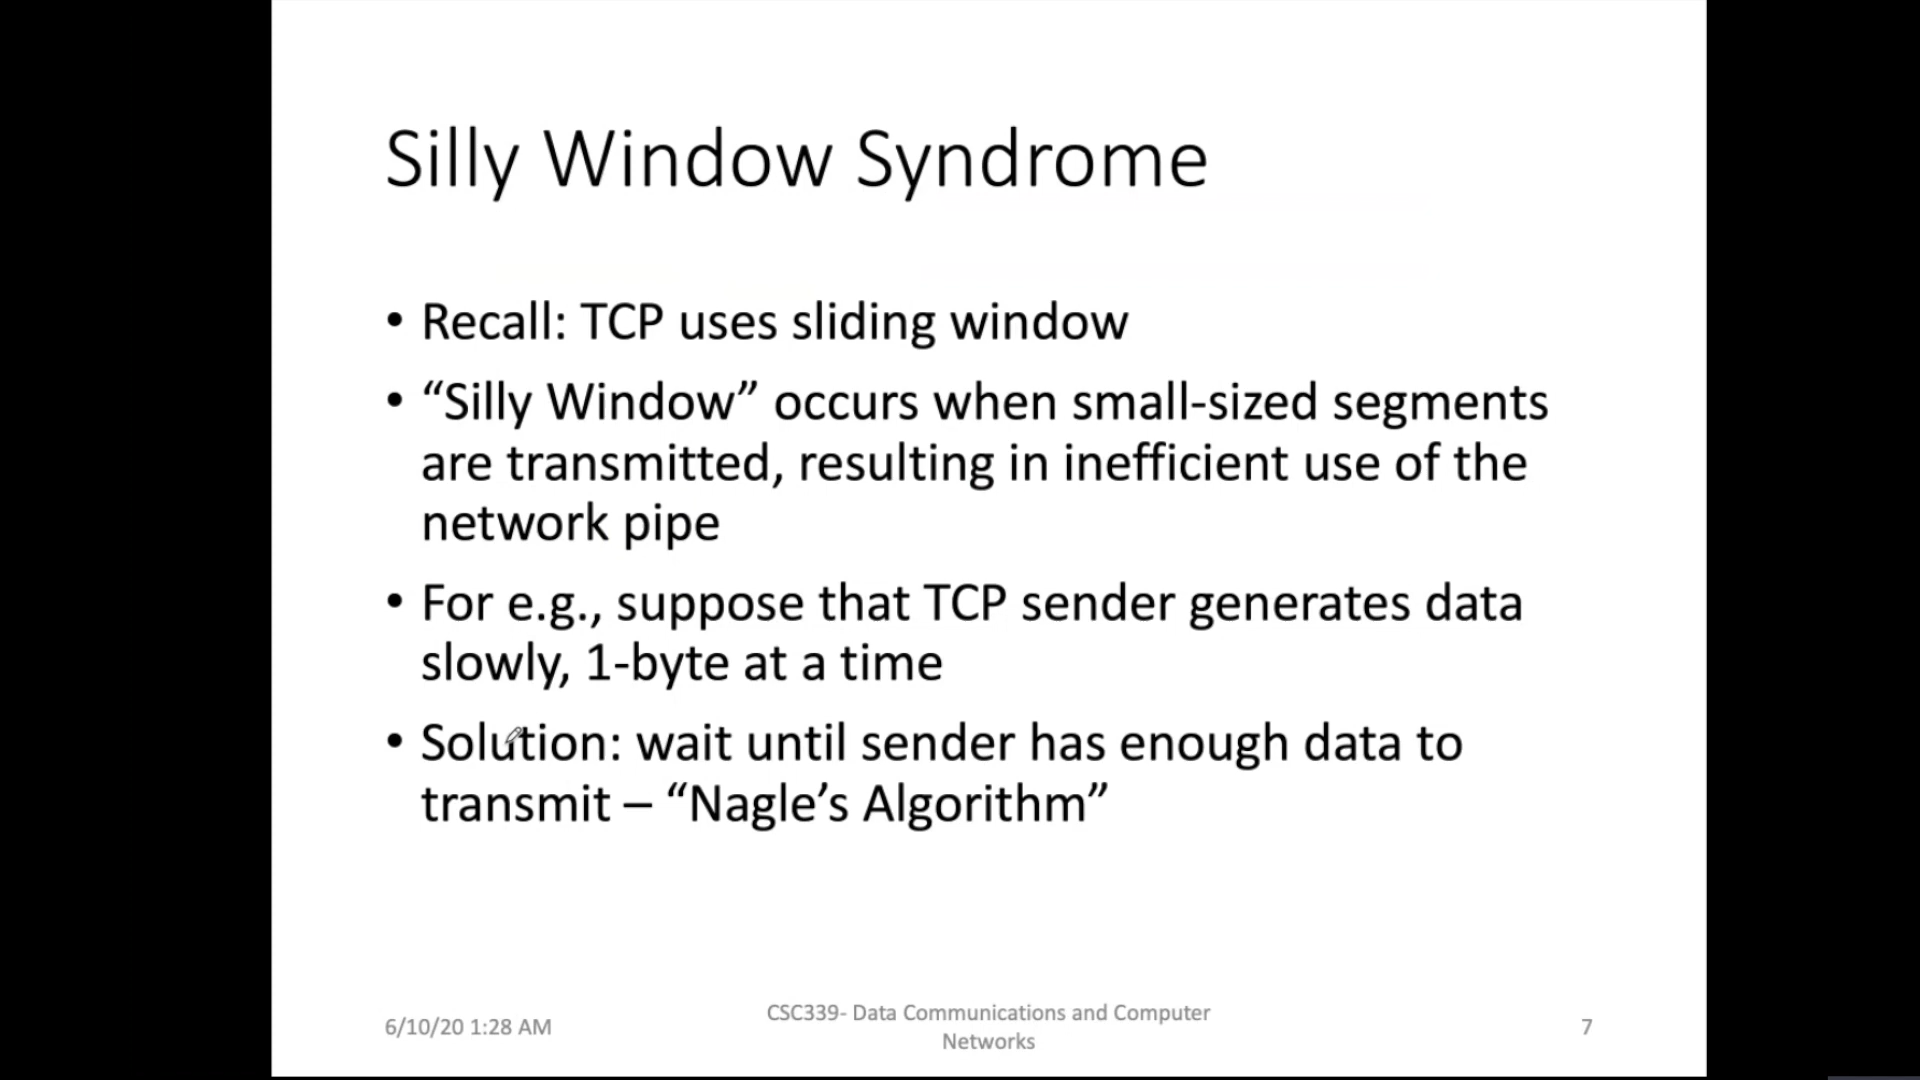 Silly Window Syndrome
• Recall: TCP uses sliding window
• “Silly Window” occurs when small-sized segments
are transmitted, resulting in inefficient use of the
network pipe
• For e.g., suppose that TCP sender generates data
slowly, 1-byte at a time
• Solution: wait until sender has enough data to
transmit – “Nagle’s Algorithm”
6/10/20 1:28 AM
CSC339- Data Communications and Computer
Networks
7